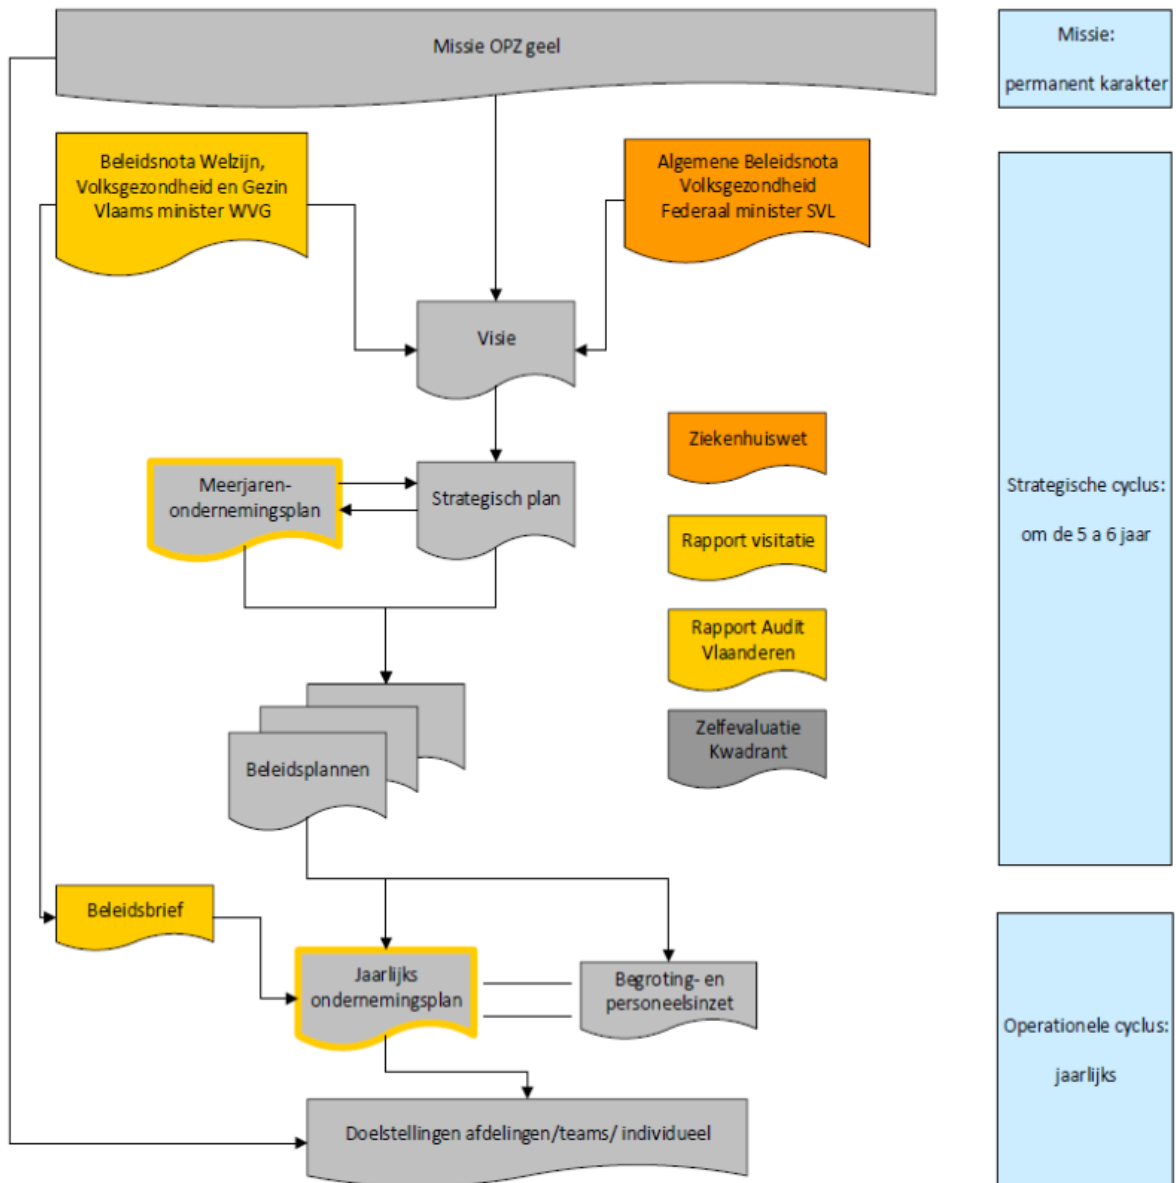 Missie OPZ geel
Missie:
permanent karakter
Beleidsnota Welzijn,
Volksgezondheid en Gezin
Vlaams minister WVG
Algemene Beleidsnota
Volksgezondheid
Federaal minister SVL
Visie
Ziekenhuiswet
Meerjaren-
ondernemingsplan
Strategisch plan
Strategische cyclus:
om de 5 a 6 jaar
Rapport visitatie
Rapport Audit
Vlaanderen
Zelfevaluatie
Kwadrant
Beleidsplannen
Beleidsbrief
Jaarlijks
ondernemingsplan
Begroting- en
personeelsinzet
Operationele cyclus:
jaarlijks
Doelstellingen afdelingen/teams/ individueel